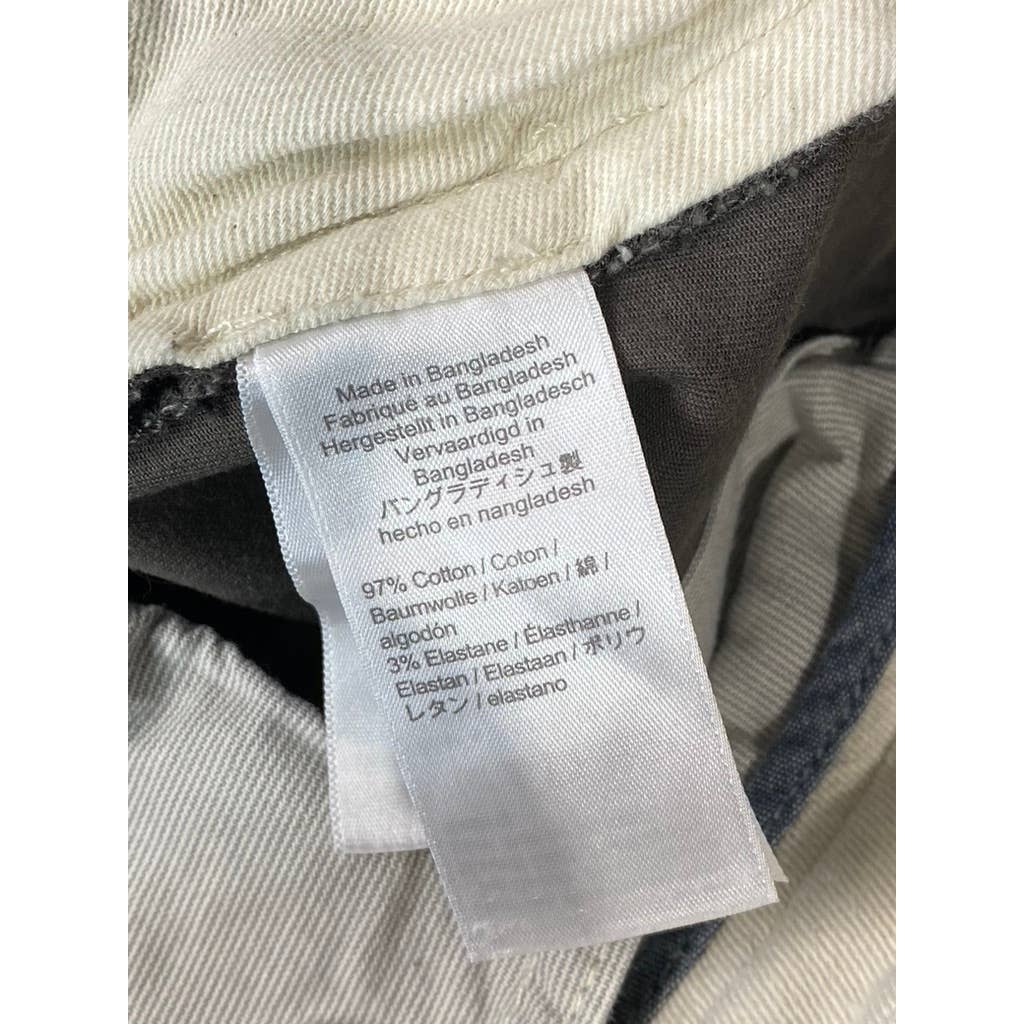 Made in Bangladesh
Fabriqué au Bangladesh
Hergestellt in Bangladesch
Vervaardigd in
Bangladesh
バングラディシュ製
hecho en nangladesh
97% Cotton / Coton /
Baumwolle / Katoen / 綿 /
algodón
3% Elastane / Élasthanne /
Elastan / Elastaan / ポリウ
レタン / elastano